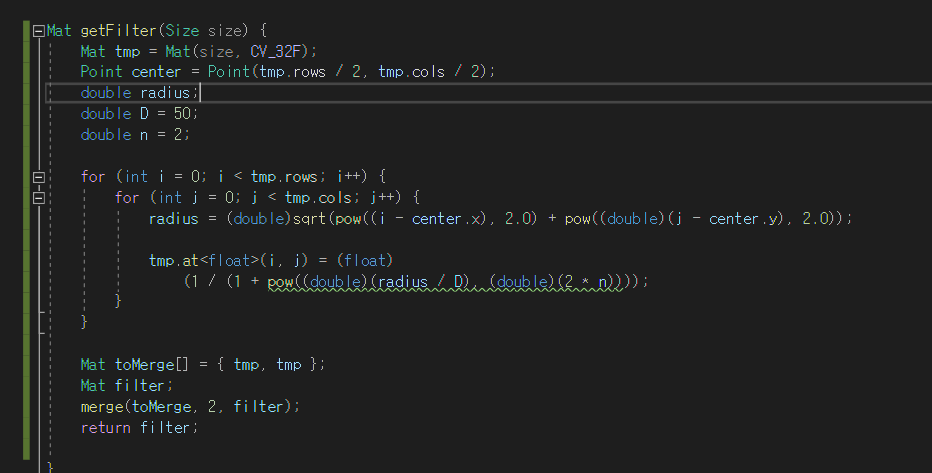 Mat getFilter(Size size) {
    Mat tmp = Mat(size, CV_32F);
    Point center = Point(tmp.rows / 2, tmp.cols / 2);
    double radius;
    double D = 50;
    double n = 2;

    for (int i = 0; i < tmp.rows; i++) {
        for (int j = 0; j < tmp.cols; j++) {
            radius = (double)sqrt(pow((i - center.x), 2.0) + pow((double)(j - center.y), 2.0));

            tmp.at<float>(i, j) = (float)
                (1 / (1 + pow((double)(radius / D), (double)(2 * n))));
        }
    }

    Mat toMerge[] = { tmp, tmp };
    Mat filter;
    merge(toMerge, 2, filter);
    return filter;

}